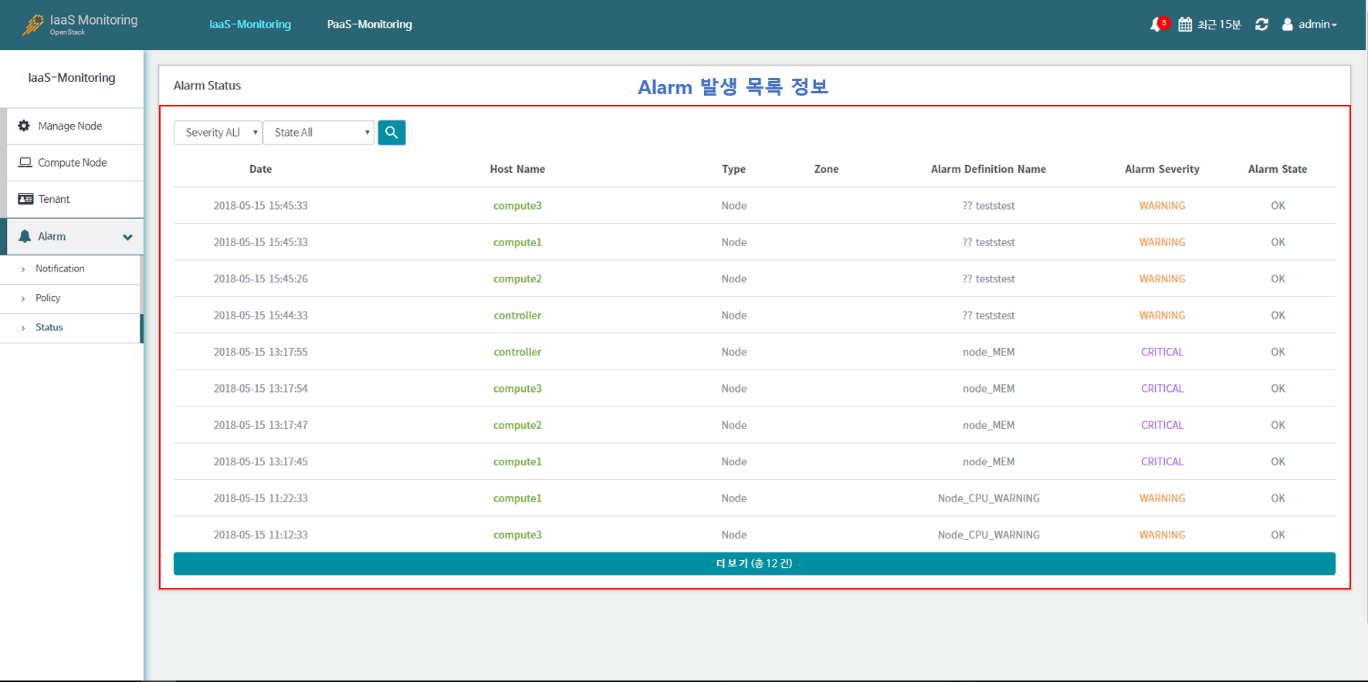 IaaS Monitoring
OpenStack
IaaS-Monitoring PaaS-Monitoring
5 최근 15분 admin
IaaS-Monitoring
Manage Node
Compute Node
Tenant
Alarm
Notification
Policy
Status
Alarm Status
Alarm 발생 목록 정보
Severity ALl State All
Date Host Name Type Zone Alarm Definition Name Alarm Severity Alarm State
2018-05-15 15:45:33 compute3 Node ?? teststest WARNING OK
2018-05-15 15:45:33 compute1 Node ?? teststest WARNING OK
2018-05-15 15:45:26 compute2 Node ?? teststest WARNING OK
2018-05-15 15:44:33 controller Node ?? teststest WARNING OK
2018-05-15 13:17:55 controller Node node_MEM CRITICAL OK
2018-05-15 13:17:54 compute3 Node node_MEM CRITICAL OK
2018-05-15 13:17:47 compute2 Node node_MEM CRITICAL OK
2018-05-15 13:17:45 compute1 Node node_MEM CRITICAL OK
2018-05-15 11:22:33 compute1 Node Node_CPU_WARNING WARNING OK
2018-05-15 11:12:33 compute3 Node Node_CPU_WARNING WARNING OK
더 보기 (총 12 건)